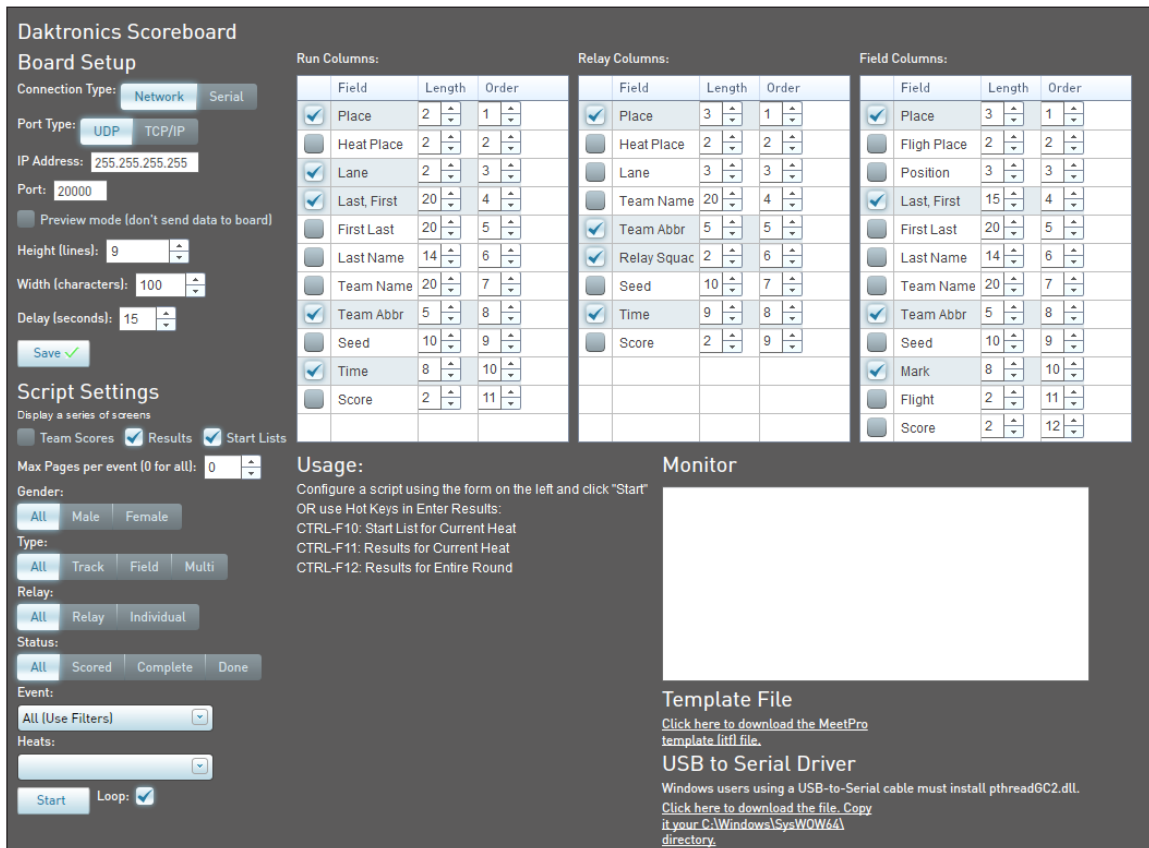 Daktronics Scoreboard
Board Setup
Connection Type: Network Serial
Port Type: UDP TCP/IP
IP Address: 255.255.255.255
Port: 20000
Preview mode (don't send data to board)
Height (lines): 9
Width (characters): 100
Delay (seconds): 15
Save
Script Settings
Display a series of screens
Team Scores Results Start Lists
Max Pages per event (0 for all): 0
Gender:
All Male Female
Type:
All Track Field Multi
Relay:
All Relay Individual
Status:
All Scored Complete Done
Event:
All (Use Filters)
Heats:
Start Loop:
Run Columns:
Field Length Order
Place 2 1
Heat Place 2 2
Lane 2 3
Last, First 20 4
First Last 20 5
Last Name 14 6
Team Name 20 7
Team Abbr 5 8
Seed 10 9
Time 8 10
Score 2 11
Relay Columns:
Field Length Order
Place 3 1
Heat Place 2 2
Lane 3 3
Team Name 20 4
Team Abbr 5 5
Relay Squac 2 6
Seed 10 7
Time 9 8
Score 2 9
Field Columns:
Field Length Order
Place 3 1
Fligh Place 2 2
Position 3 3
Last, First 15 4
First Last 20 5
Last Name 14 6
Team Name 20 7
Team Abbr 5 8
Seed 10 9
Mark 8 10
Flight 2 11
Score 2 12
Usage:
Configure a script using the form on the left and click "Start"
OR use Hot Keys in Enter Results:
CTRL-F10: Start List for Current Heat
CTRL-F11: Results for Current Heat
CTRL-F12: Results for Entire Round
Monitor
Template File
Click here to download the MeetPro
template (itf) file.
USB to Serial Driver
Windows users using a USB-to-Serial cable must install pthreadGC2.dll.
Click here to download the file. Copy
it your C:\Windows\SysWOW64\
directory.